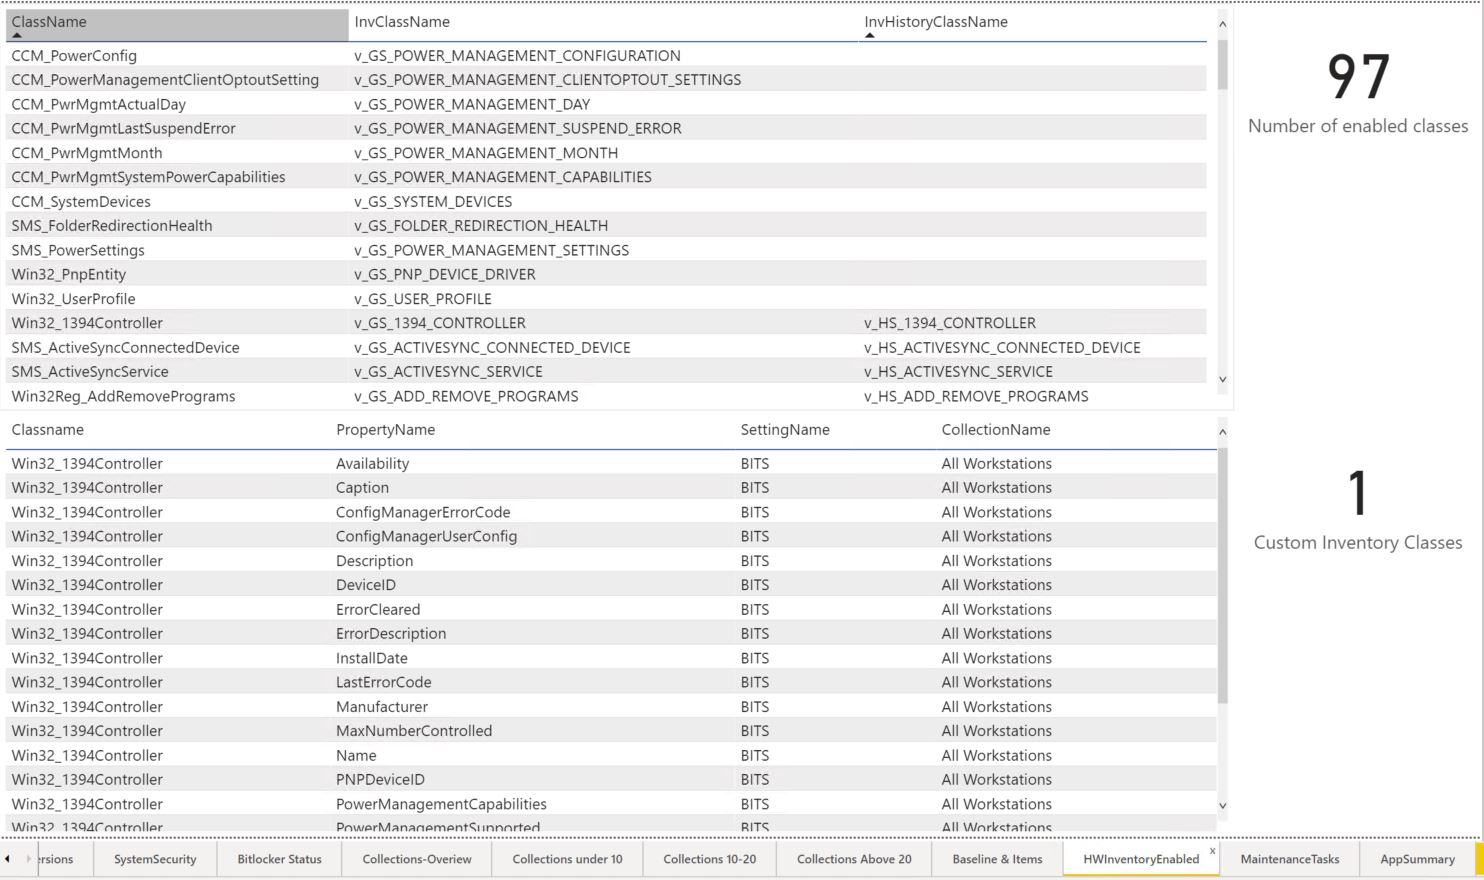 ClassName InvClassName InvHistoryClassName
CCM_PowerConfig v_GS_POWER_MANAGEMENT_CONFIGURATION
CCM_PowerManagementClientOptoutSetting v_GS_POWER_MANAGEMENT_CLIENTOPTOUT_SETTINGS
CCM_PwrMgmtActualDay v_GS_POWER_MANAGEMENT_DAY
CCM_PwrMgmtLastSuspendError v_GS_POWER_MANAGEMENT_SUSPEND_ERROR
CCM_PwrMgmtMonth v_GS_POWER_MANAGEMENT_MONTH
CCM_PwrMgmtSystemPowerCapabilities v_GS_POWER_MANAGEMENT_CAPABILITIES
CCM_SystemDevices v_GS_SYSTEM_DEVICES
SMS_FolderRedirectionHealth v_GS_FOLDER_REDIRECTION_HEALTH
SMS_PowerSettings v_GS_POWER_MANAGEMENT_SETTINGS
Win32_PnpEntity v_GS_PNP_DEVICE_DRIVER
Win32_UserProfile v_GS_USER_PROFILE
Win32_1394Controller v_GS_1394_CONTROLLER v_HS_1394_CONTROLLER
SMS_ActiveSyncConnectedDevice v_GS_ACTIVESYNC_CONNECTED_DEVICE v_HS_ACTIVESYNC_CONNECTED_DEVICE
SMS_ActiveSyncService v_GS_ACTIVESYNC_SERVICE v_HS_ACTIVESYNC_SERVICE
Win32Reg_AddRemovePrograms v_GS_ADD_REMOVE_PROGRAMS v_HS_ADD_REMOVE_PROGRAMS
97
Number of enabled classes
Classname PropertyName SettingName CollectionName
Win32_1394Controller Availability BITS All Workstations
Win32_1394Controller Caption BITS All Workstations
Win32_1394Controller ConfigManagerErrorCode BITS All Workstations
Win32_1394Controller ConfigManagerUserConfig BITS All Workstations
Win32_1394Controller Description BITS All Workstations
Win32_1394Controller DeviceID BITS All Workstations
Win32_1394Controller ErrorCleared BITS All Workstations
Win32_1394Controller ErrorDescription BITS All Workstations
Win32_1394Controller InstallDate BITS All Workstations
Win32_1394Controller LastErrorCode BITS All Workstations
Win32_1394Controller Manufacturer BITS All Workstations
Win32_1394Controller MaxNumberControlled BITS All Workstations
Win32_1394Controller Name BITS All Workstations
Win32_1394Controller PNPDeviceID BITS All Workstations
Win32_1394Controller PowerManagementCapabilities BITS All Workstations
Win32_1394Controller PowerManagementSupported BITS All Workstations
1
Custom Inventory Classes
ersions SystemSecurity Bitlocker Status Collections-Overiew Collections under 10 Collections 10-20 Collections Above 20 Baseline & Items HWInventoryEnabled x MaintenanceTasks AppSummary